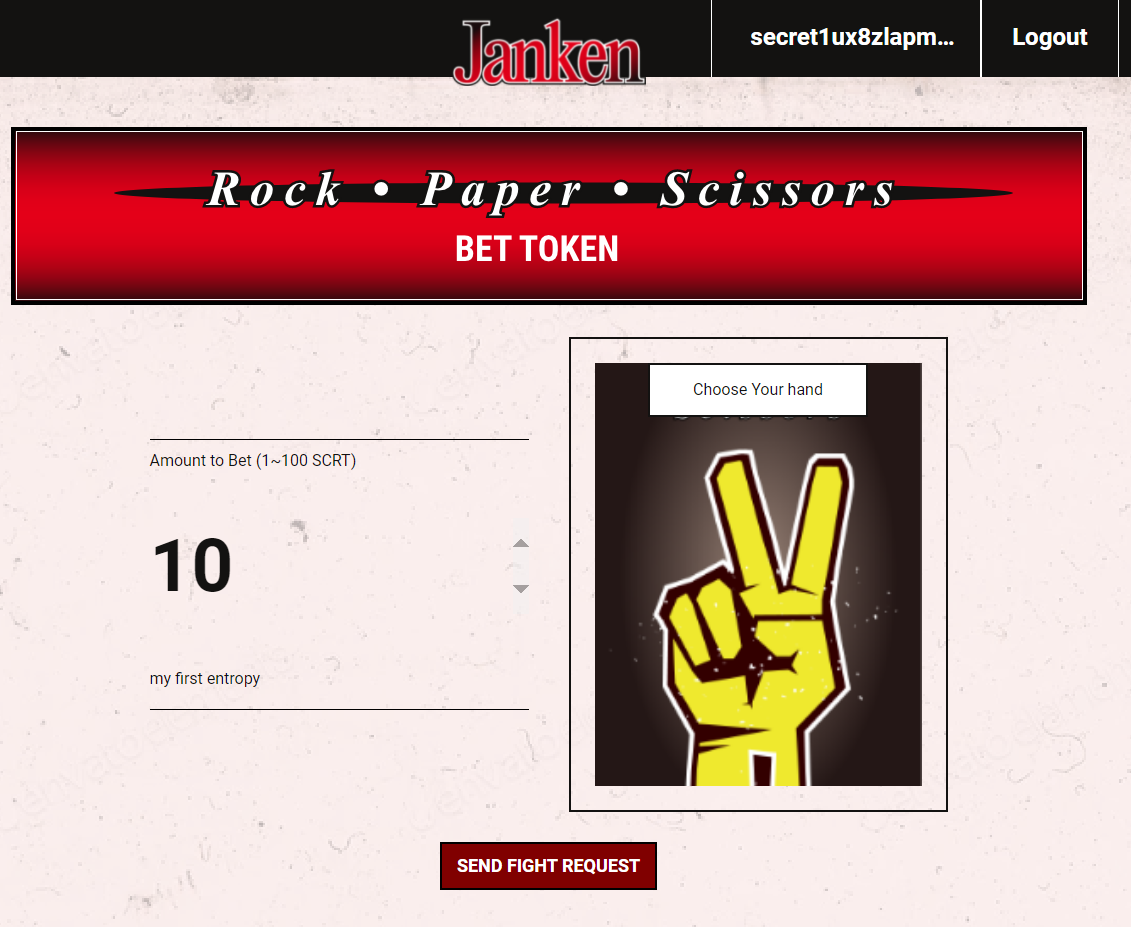 Janken
secret1ux8zlapm...
Logout
Rock • Paper • Scissors
BET TOKEN
Choose Your hand
Amount to Bet (1~100 SCRT)
10
my first entropy
SEND FIGHT REQUEST